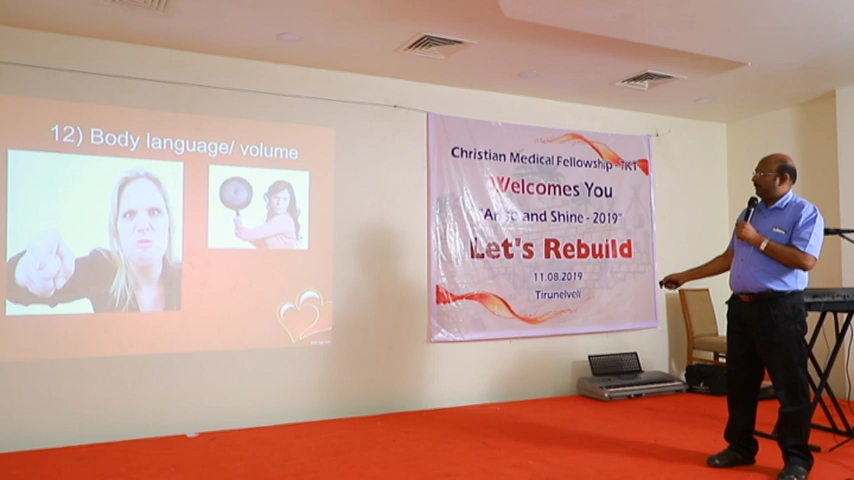 12) Body language/ volume
Christian Medical Fellowship - TKT
Welcomes You
"Arise and Shine - 2019"
Let's Rebuild
11.08.2019
Tirunelveli